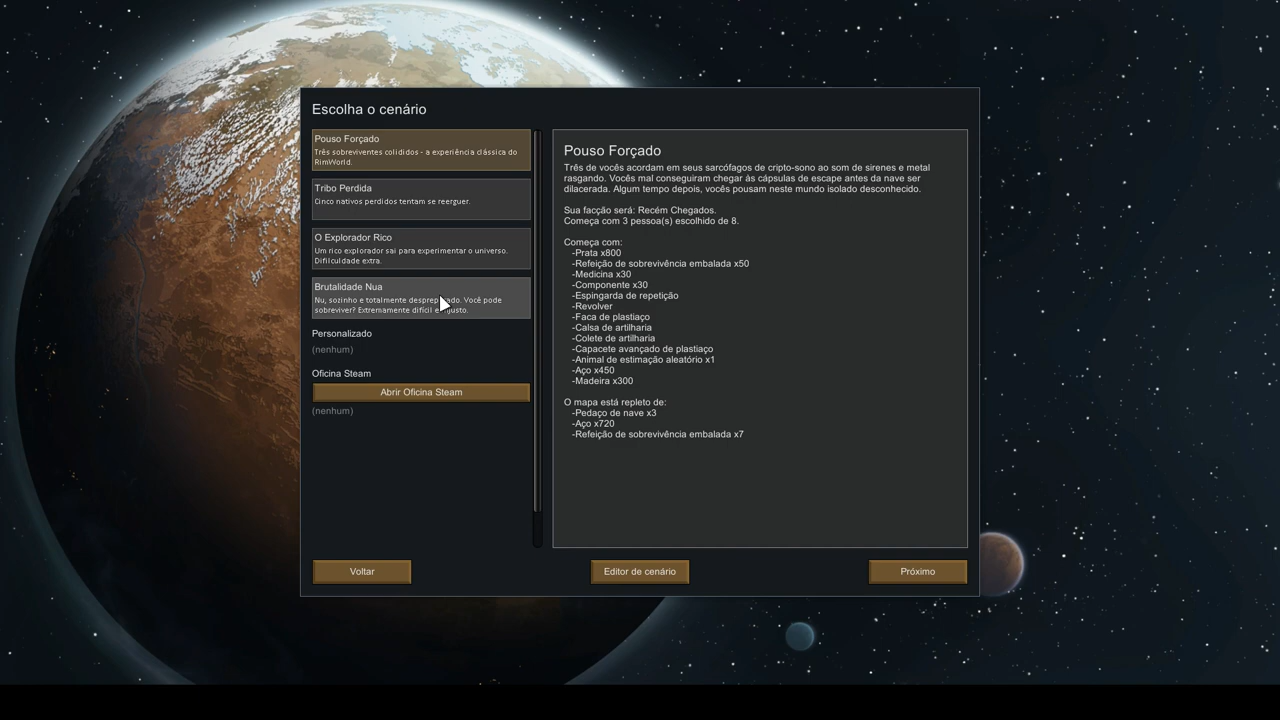 Escolha o cenário
Pouso Forçado
Três sobreviventes colididos - a experiência clássica do
RimWorld.
Tribo Perdida
Cinco nativos perdidos tentam se reerguer.
O Explorador Rico
Um rico explorador sai para experimentar o universo.
Dififculdade extra.
Brutalidade Nua
Nu, sozinho e totalmente do. Você pode
sobreviver? Extremamente difícil
Personalizado
(nenhum)
Oficina Steam
Abrir Oficina Steam
(nenhum)
Pouso Forçado
Três de vocês acordam em seus sarcófagos de cripto-sono ao som de sirenes e metal
rasgando. Vocês mal conseguiram chegar às cápsulas de escape antes da nave ser
dilacerada. Algum tempo depois, vocês pousam neste mundo isolado desconhecido.
Sua facção será: Recém Chegados.
Começa com 3 pessoa(s) escolhido de 8.
Começa com:
-Prata x800
-Refeição de sobrevivência embalada x50
-Medicina x30
-Componente x30
-Espingarda de repetição
-Revolver
-Faca de plastiaço
-Calsa de artilharia
-Colete de artilharia
-Capacete avançado de plastiaço
-Animal de estimação aleatório x1
-Aço x450
-Madeira x300
O mapa está repleto de:
-Pedaço de nave x3
-Aço x720
-Refeição de sobrevivência embalada x7
Voltar
Editor de cenário
Próximo